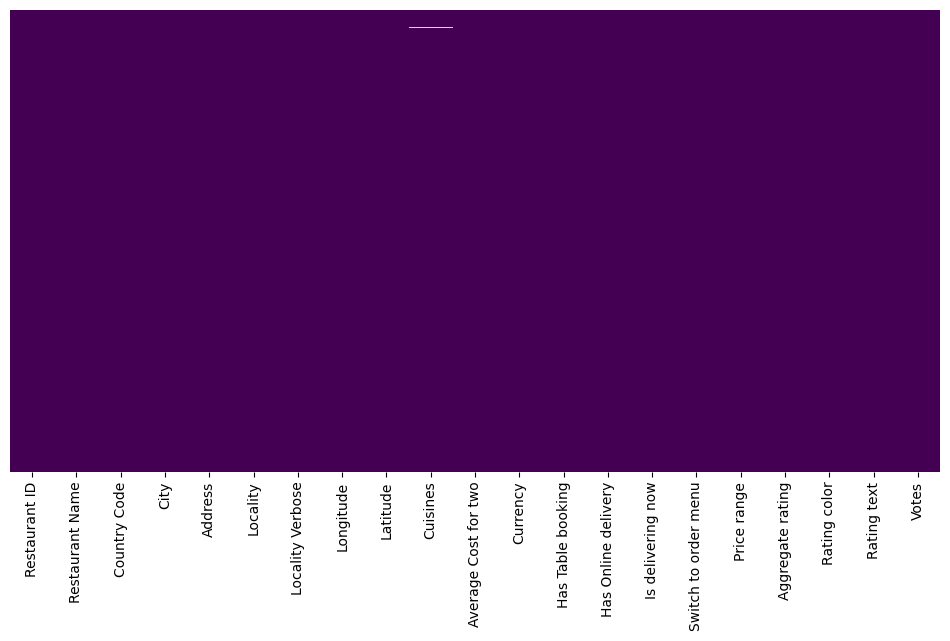 Restaurant ID
Restaurant Name
Country Code
City
Address
Locality
Locality Verbose
Longitude
Latitude
Cuisines
Average Cost for two
Currency
Has Table booking
Has Online delivery
Is delivering now
Switch to order menu
Price range
Aggregate rating
Rating color
Rating text
Votes